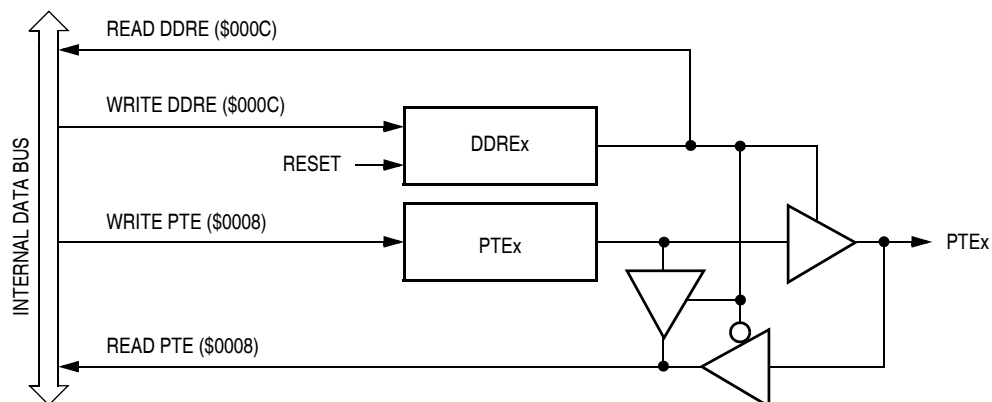 READ DDRE ($000C)
WRITE DDRE ($000C)
DDREx
RESET
INTERNAL DATA BUS
WRITE PTE ($0008)
PTEx
PTEx
READ PTE ($0008)